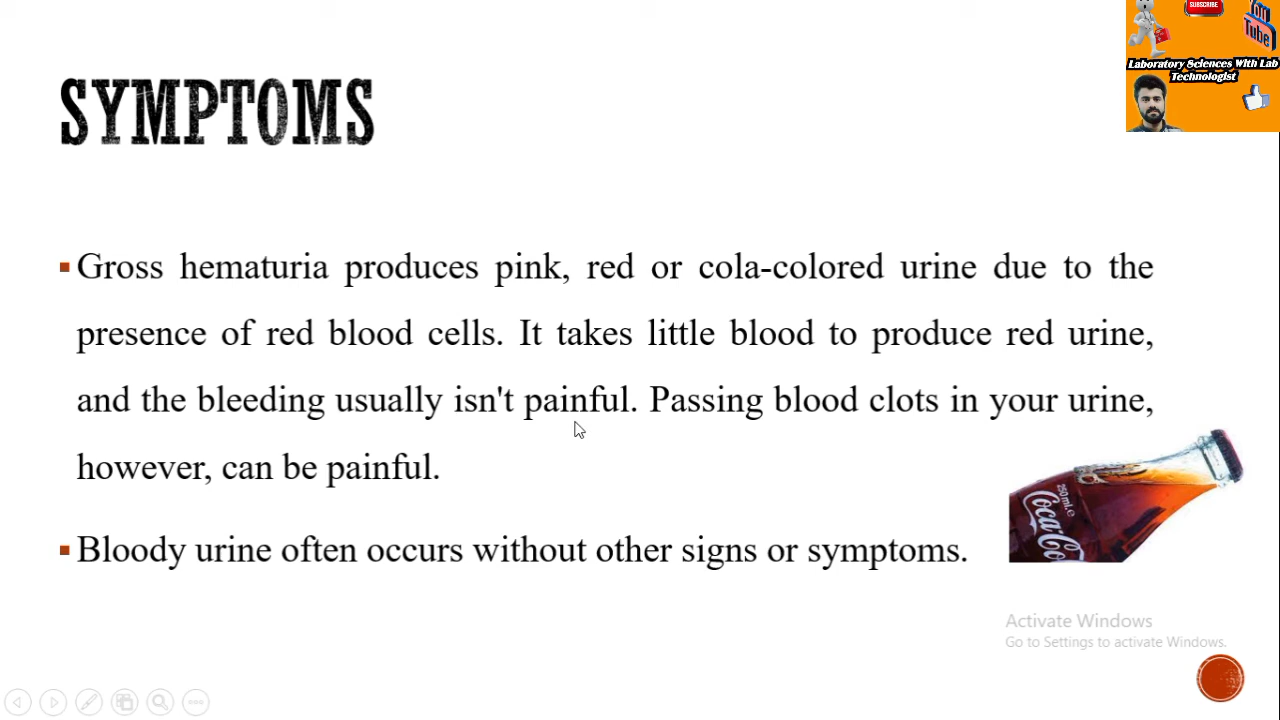 SUBSCRIBE
You
Tube
Laboratory Sciences With Lab
Technologist
SYMPTOMS
▪Gross hematuria produces pink, red or cola-colored urine due to the
presence of red blood cells. It takes little blood to produce red urine,
and the bleeding usually isn't painful. Passing blood clots in your urine,
however, can be painful.
▪Bloody urine often occurs without other signs or symptoms.
250 ml.e
Coca-Co
Activate Windows
Go to Settings to activate Windows.